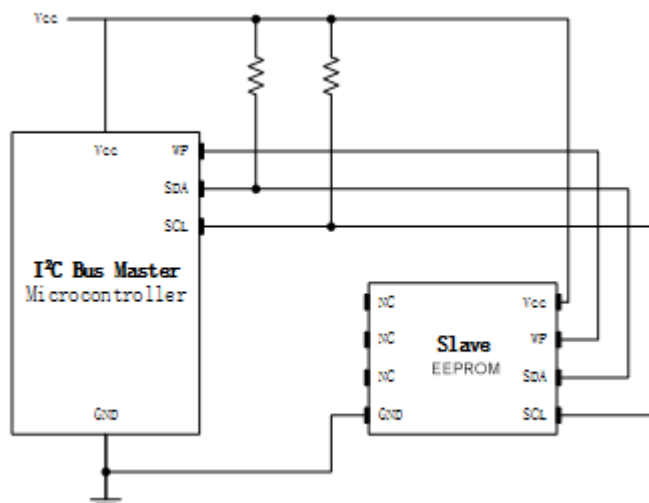 Vcc
Vcc
WP
SDA
SCL
I²C Bus Master
Microcontroller
GND
NC
Vcc
NC
Slave
WP
EEPROM
NC
SDA
GND
SCL